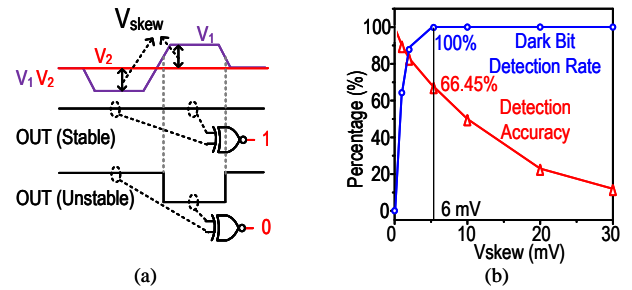 (a)
V_skew
V₂
V₁
V₁ V₂
OUT (Stable)
1
OUT (Unstable)
0
(b)
Percentage (%)
100
80
60
40
20
0
100%
Dark Bit
Detection Rate
66.45%
Detection
Accuracy
6 mV
0
10
20
30
Vskew (mV)
(a)
(b)